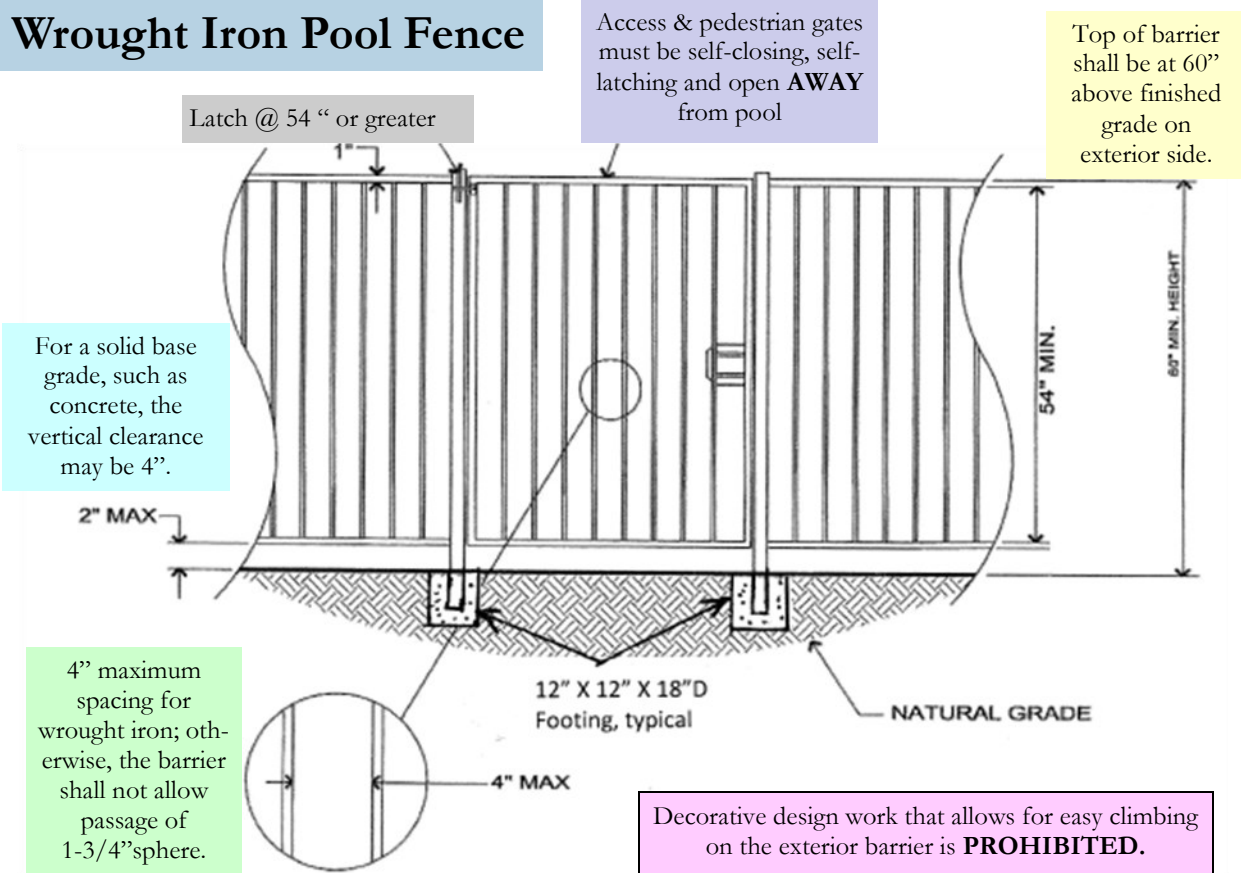 Wrought Iron Pool Fence
Access & pedestrian gates
must be self-closing, self-
latching and open AWAY
from pool
Top of barrier
shall be at 60”
above finished
grade on
exterior side.
Latch @ 54 “ or greater
1"
For a solid base
grade, such as
concrete, the
vertical clearance
may be 4”.
54" MIN.
60" MIN. HEIGHT
2" MAX
4” maximum
spacing for
wrought iron; oth-
erwise, the barrier
shall not allow
passage of
1-3/4”sphere.
12” X 12” X 18”D
Footing, typical
NATURAL GRADE
4" MAX
Decorative design work that allows for easy climbing
on the exterior barrier is PROHIBITED.